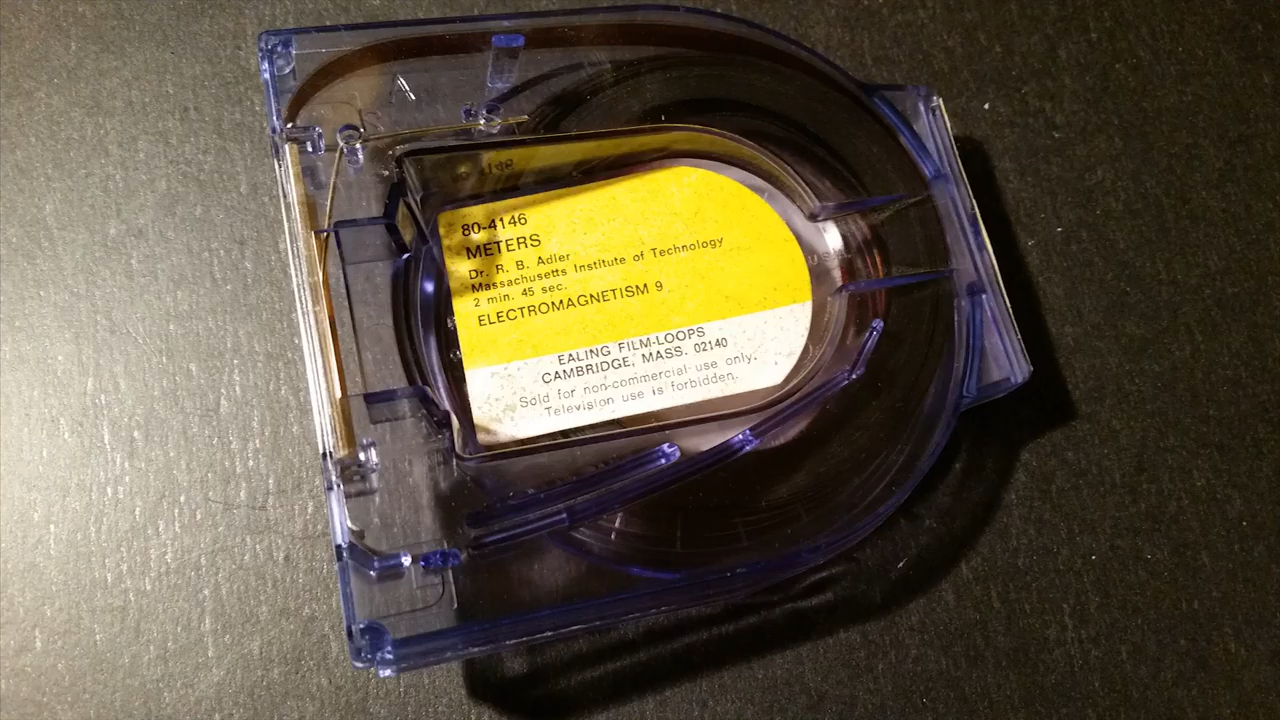 80-4146
METERS
Dr. R. B. Adler
Massachusetts Institute of Technology
2 min. 45 sec.
ELECTROMAGNETISM 9
EALING FILM-LOOPS
CAMBRIDGE, MASS. 02140
Sold for non-commercial use only.
Television use is forbidden.